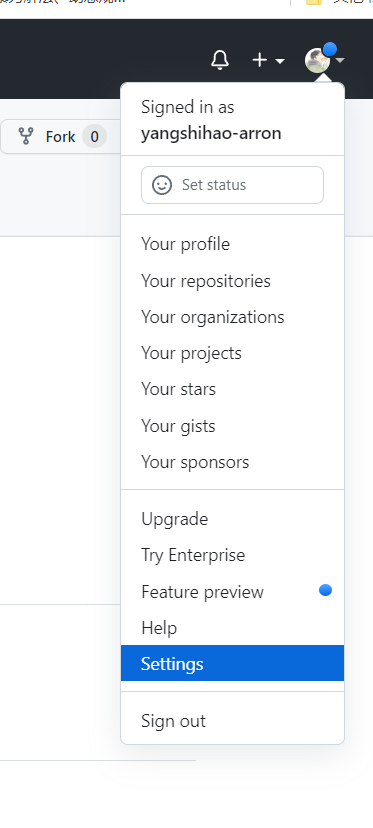 Fork 0
Signed in as
yangshihao-arron
Set status
Your profile
Your repositories
Your organizations
Your projects
Your stars
Your gists
Your sponsors
Upgrade
Try Enterprise
Feature preview
Help
Settings
Sign out